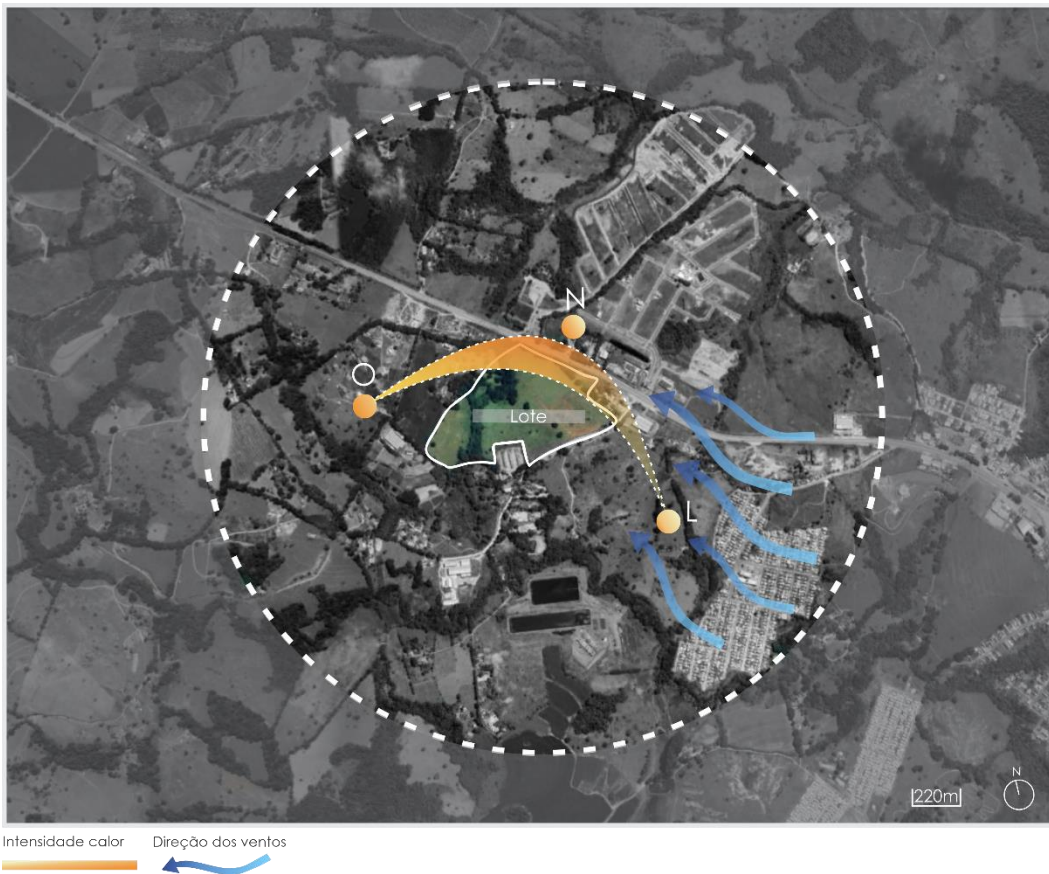 N
O
Lote
L
N
220m
Intensidade calor
Direção dos ventos